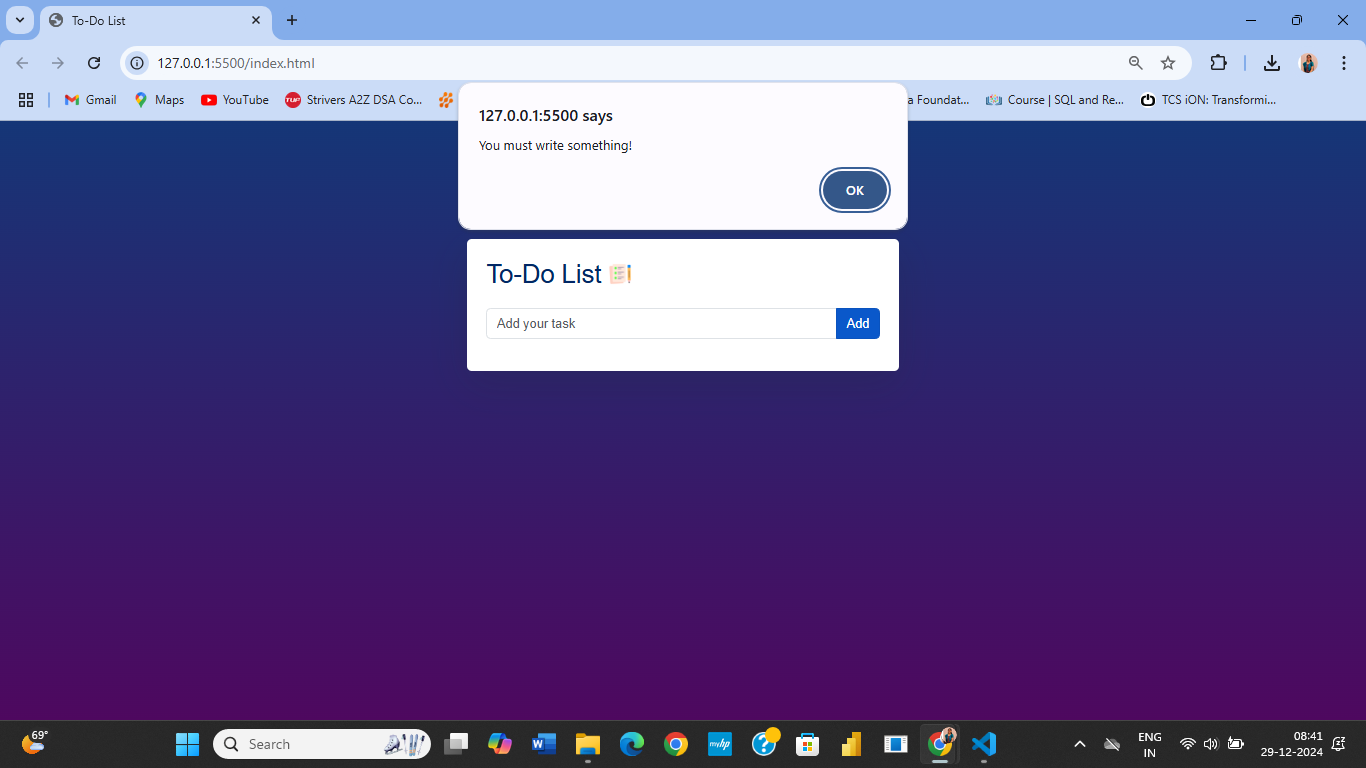 To-Do List
127.0.0.1:5500/index.html
Gmail
Maps
YouTube
Strivers A2Z DSA Co...
a Foundat...
Course | SQL and Re...
TCS iON: Transformi...
127.0.0.1:5500 says
You must write something!
OK
To-Do List
Add your task
Add
69°
Search
myhp
ENG
IN
08:41
29-12-2024